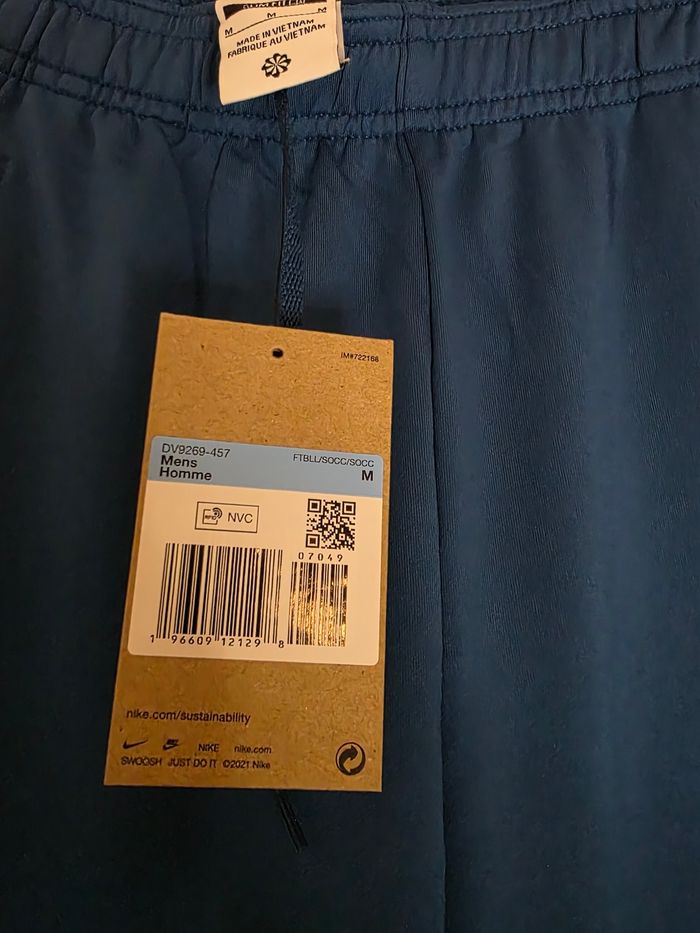 M M M
MADE IN VIETNAM
FABRIQUE AU VIETNAM
IM#722168
DV9269-457
Mens
Homme
FTBLL/SOCC/SOCC
M
RFID NVC
07049
1 96609 12129 8
nike.com/sustainability
NIKE nike.com
SWOOSH JUST DO IT ©2021 Nike